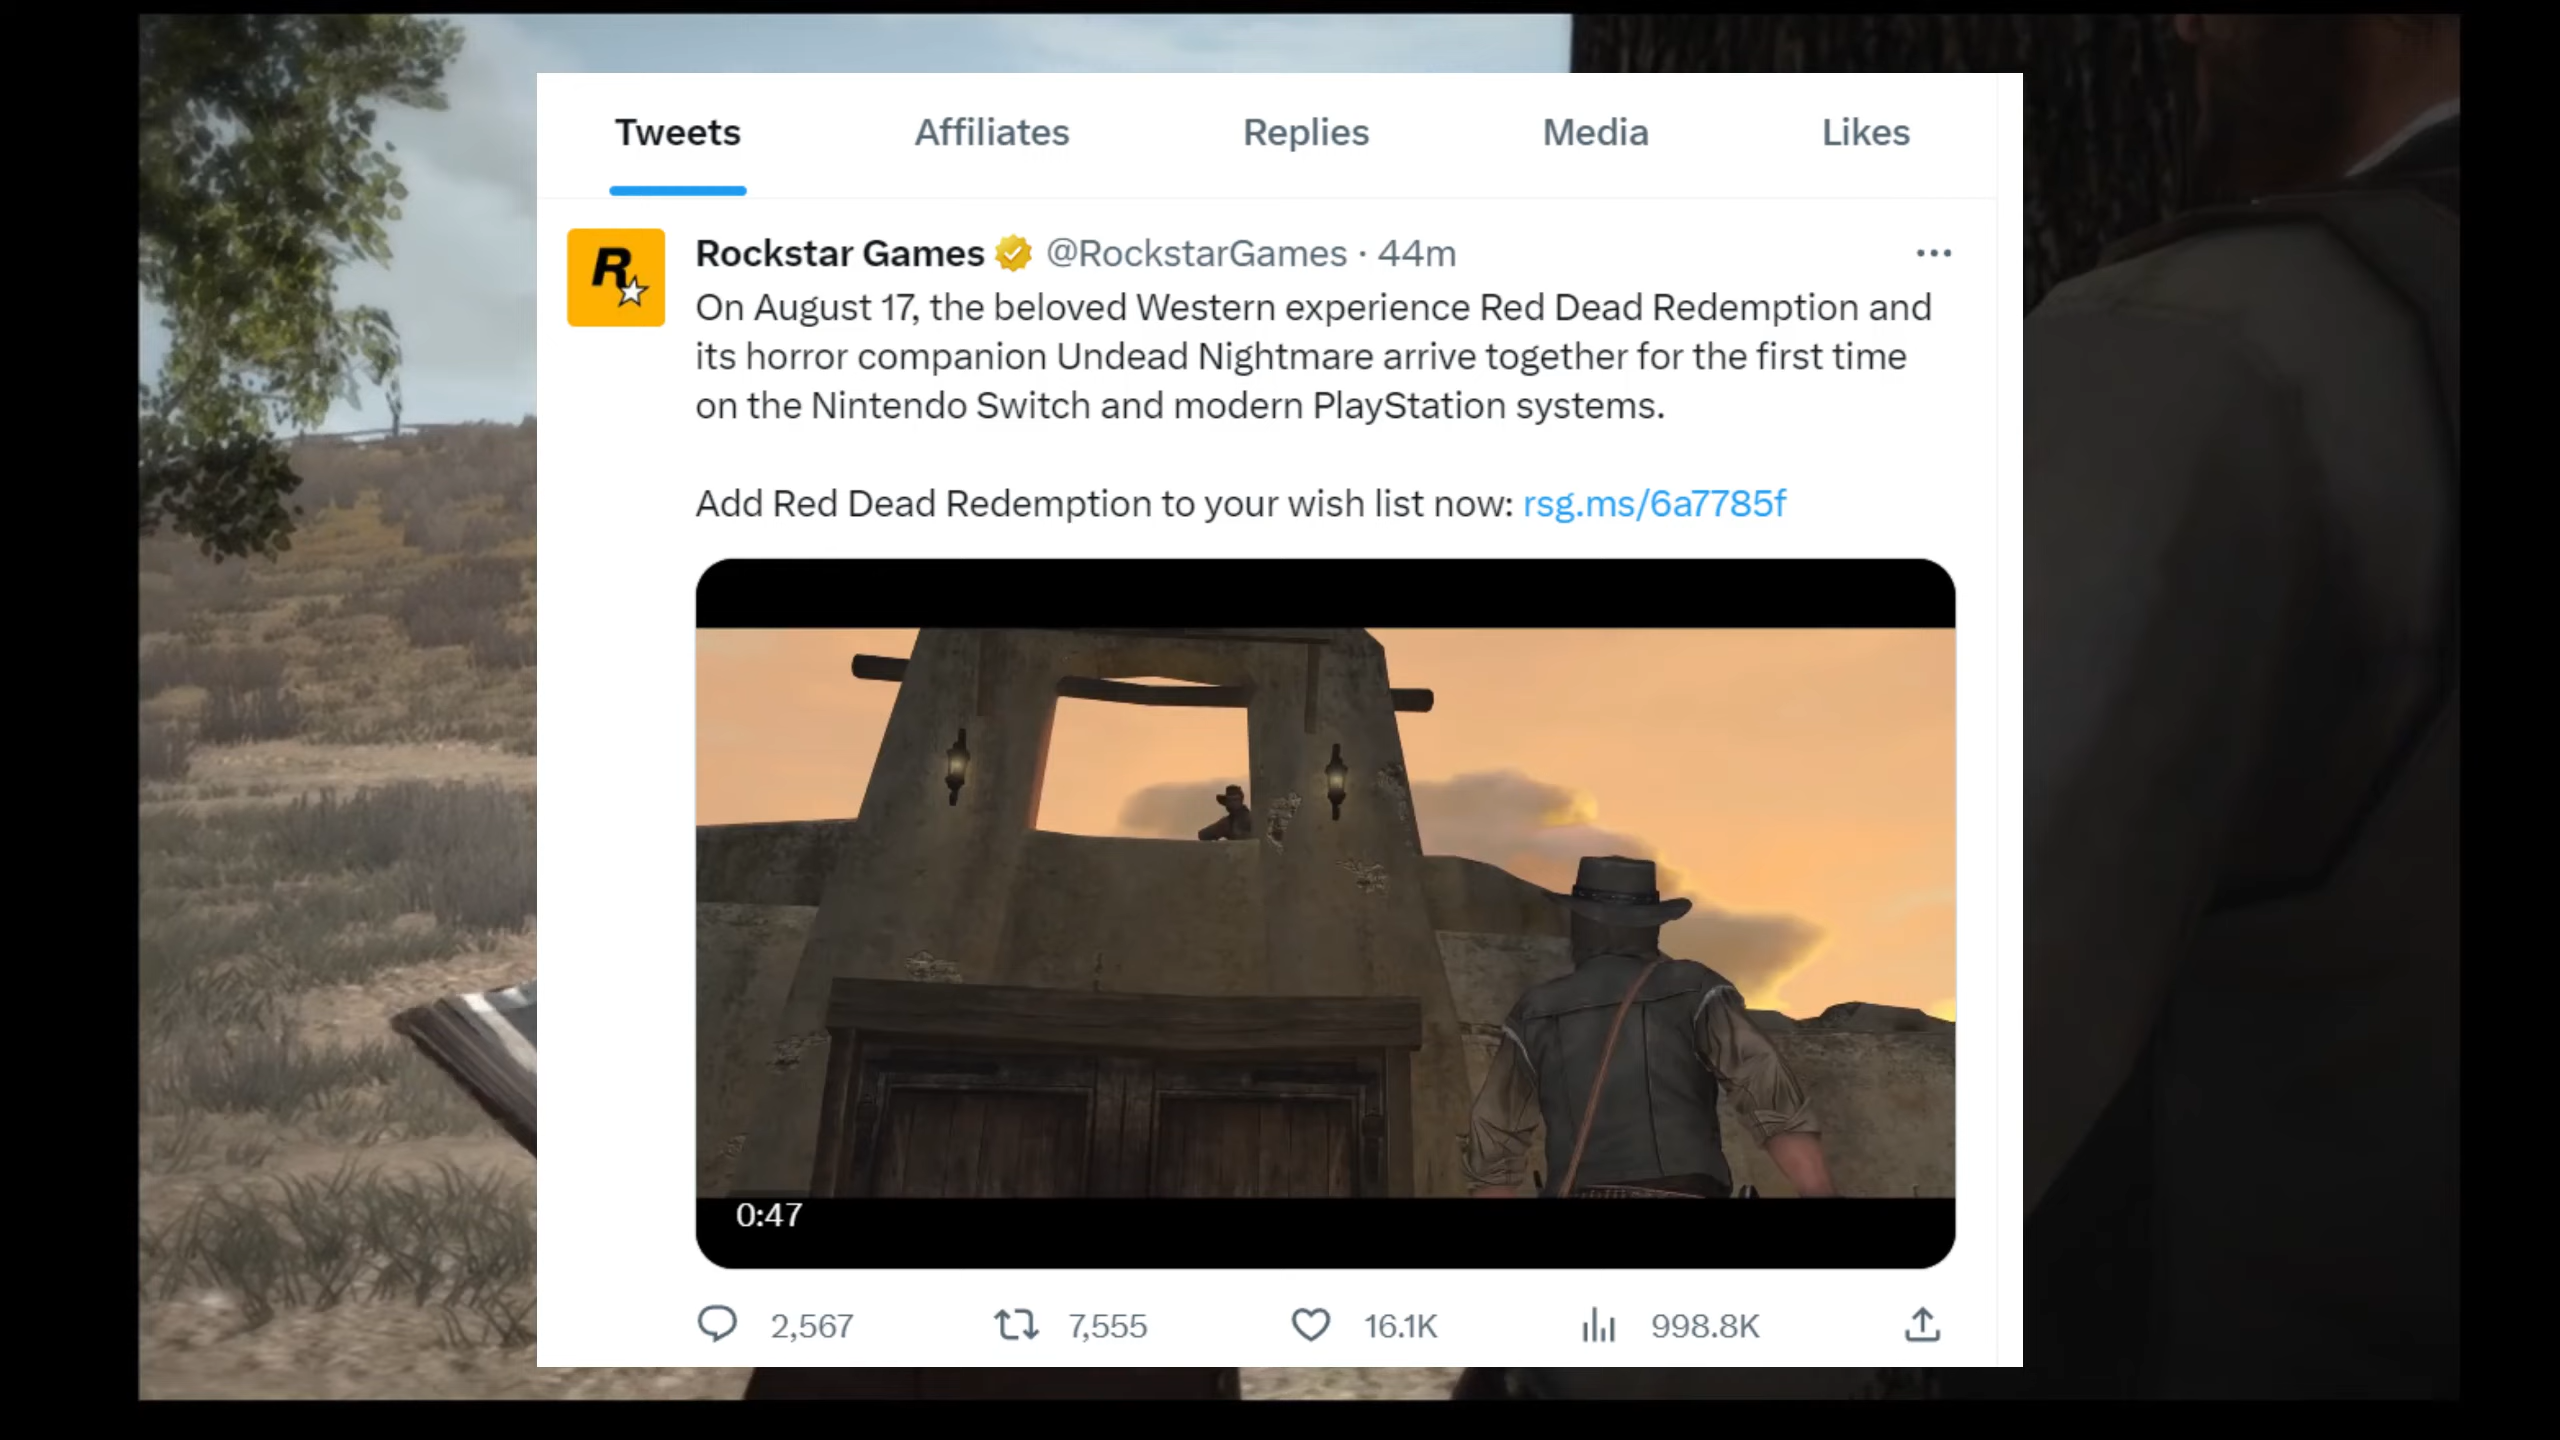 Tweets Affiliates Replies Media Likes
Rockstar Games @RockstarGames · 44m
On August 17, the beloved Western experience Red Dead Redemption and
its horror companion Undead Nightmare arrive together for the first time
on the Nintendo Switch and modern PlayStation systems.
Add Red Dead Redemption to your wish list now: rsg.ms/6a7785f
0:47
2,567 7,555 16.1K 998.8K